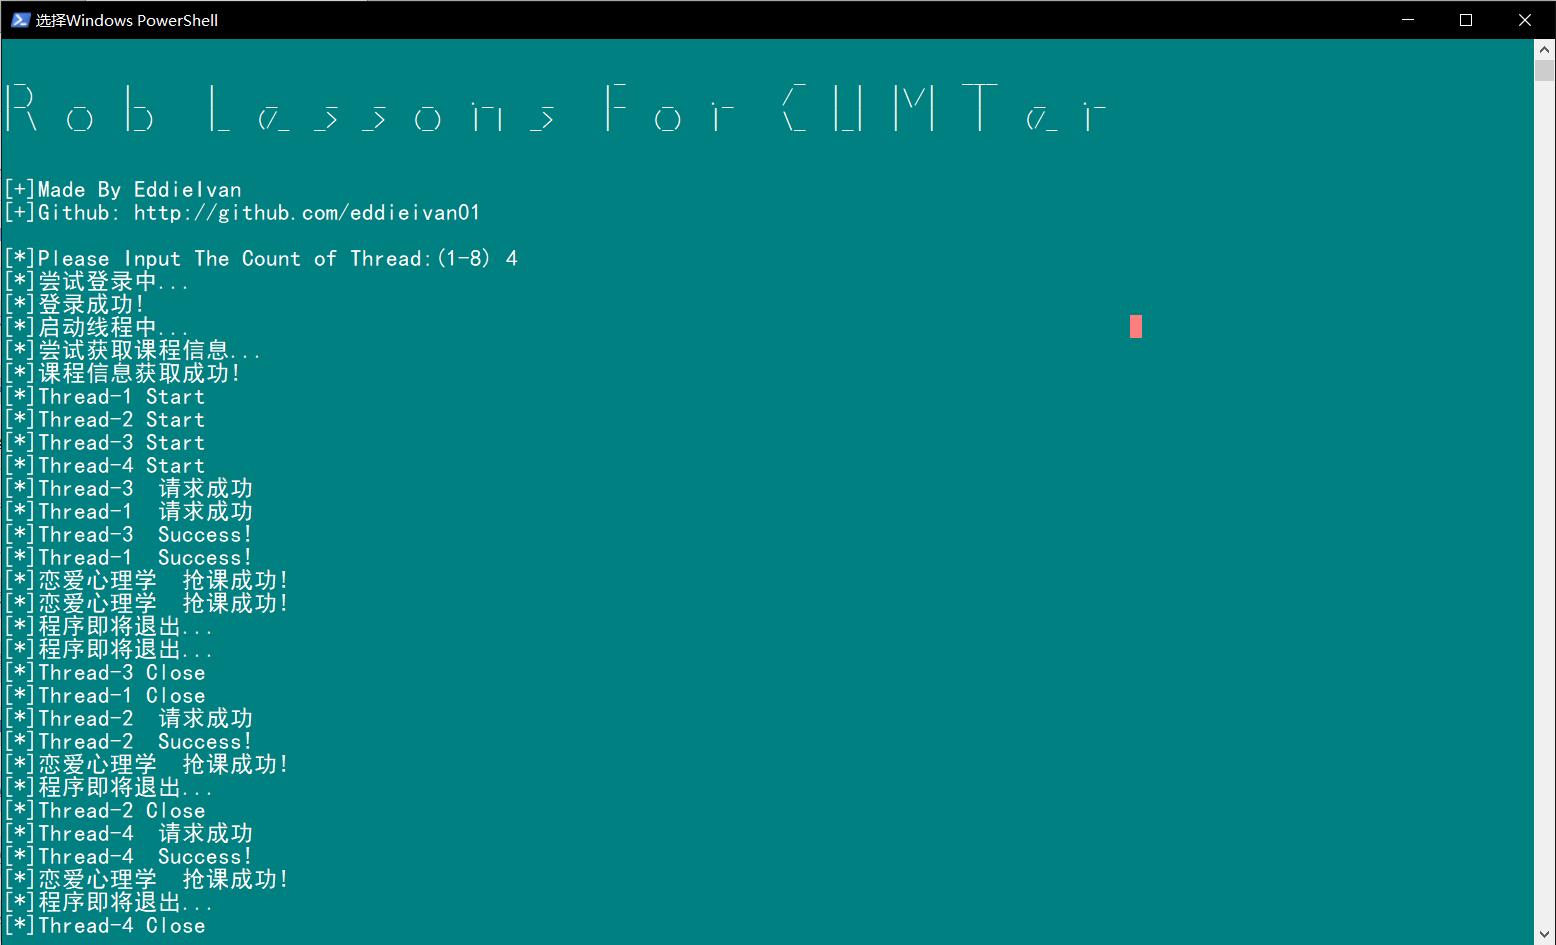 选择Windows PowerShell
Rob Lessons For CUMTer
[+]Made By EddieIvan
[+]Github: http://github.com/eddieivan01
[*]Please Input The Count of Thread:(1-8) 4
[*]尝试登录中...
[*]登录成功!
[*]启动线程中...
[*]尝试获取课程信息...
[*]课程信息获取成功!
[*]Thread-1 Start
[*]Thread-2 Start
[*]Thread-3 Start
[*]Thread-4 Start
[*]Thread-3  请求成功
[*]Thread-1  请求成功
[*]Thread-3  Success!
[*]Thread-1  Success!
[*]恋爱心理学  抢课成功!
[*]恋爱心理学  抢课成功!
[*]程序即将退出...
[*]程序即将退出...
[*]Thread-3 Close
[*]Thread-1 Close
[*]Thread-2  请求成功
[*]Thread-2  Success!
[*]恋爱心理学  抢课成功!
[*]程序即将退出...
[*]Thread-2 Close
[*]Thread-4  请求成功
[*]Thread-4  Success!
[*]恋爱心理学  抢课成功!
[*]程序即将退出...
[*]Thread-4 Close